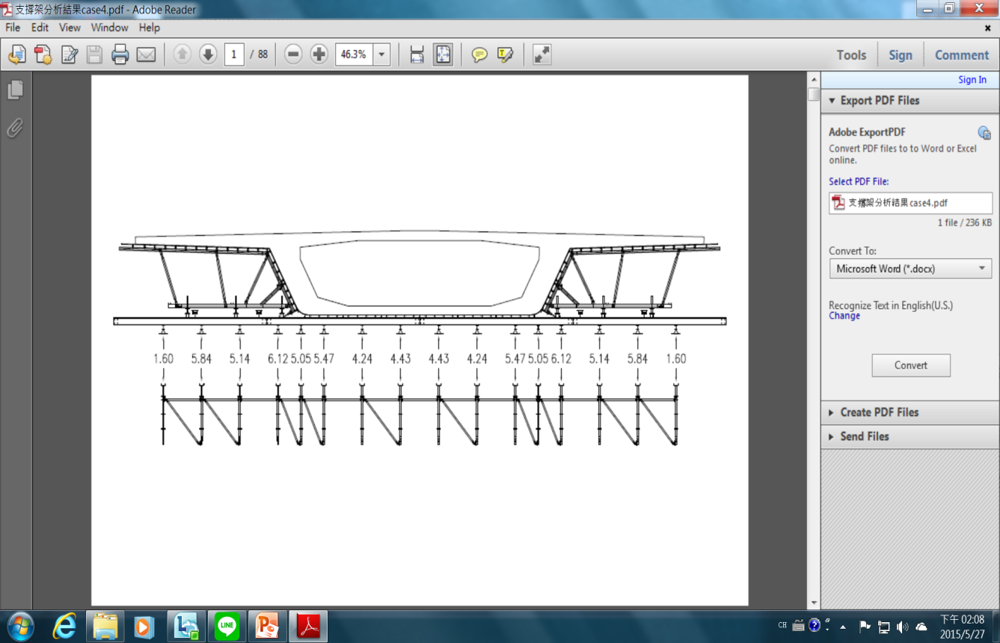 支撐架分析結果case4.pdf - Adobe Reader
File Edit View Window Help
1 / 88 46.3% Tools Sign Comment
Sign In
Export PDF Files
Adobe ExportPDF
Convert PDF files to to Word or Excel
online.
Select PDF File:
支撐架分析結果case4.pdf
1 file / 236 KB
Convert To:
Microsoft Word (*.docx)
Recognize Text in English(U.S.)
Change
Convert
Create PDF Files
Send Files
1.60 5.84 5.14 6.12 5.05 5.47 4.24 4.43 4.43 4.24 5.47 5.05 6.12 5.14 5.84 1.60
LINE
CH
下午 02:08
2015/5/27